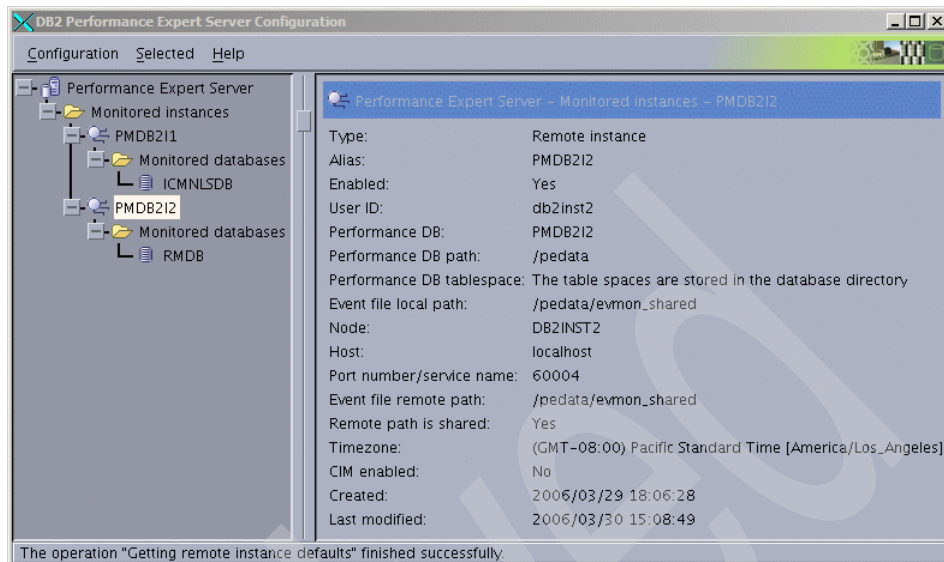 DB2 Performance Expert Server Configuration
Configuration Selected Help
Performance Expert Server
Monitored instances
PMDB2I1
Monitored databases
ICMNLSDB
PMDB2I2
Monitored databases
RMDB
Performance Expert Server - Monitored instances - PMDB2I2
Type: Remote instance
Alias: PMDB2I2
Enabled: Yes
User ID: db2inst2
Performance DB: PMDB2I2
Performance DB path: /pedata
Performance DB tablespace: The table spaces are stored in the database directory
Event file local path: /pedata/evmon_shared
Node: DB2INST2
Host: localhost
Port number/service name: 60004
Event file remote path: /pedata/evmon_shared
Remote path is shared: Yes
Timezone: (GMT-08:00) Pacific Standard Time [America/Los_Angeles]
CIM enabled: No
Created: 2006/03/29 18:06:28
Last modified: 2006/03/30 15:08:49
The operation "Getting remote instance defaults" finished successfully.